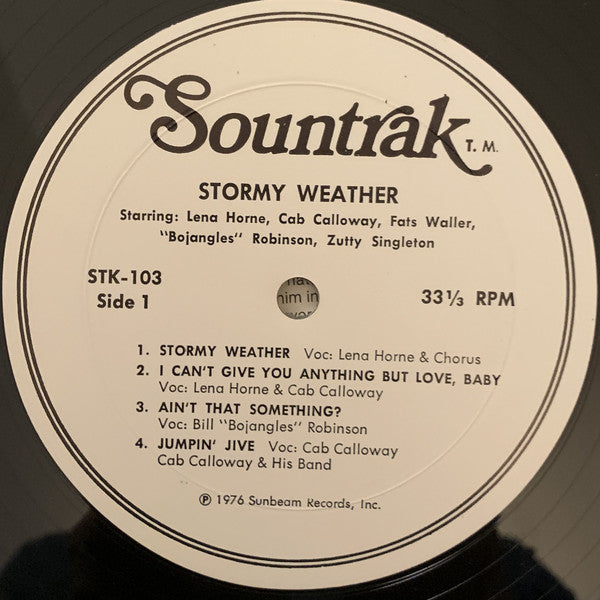 Sountrak T. M.
STORMY WEATHER
Starring: Lena Horne, Cab Calloway, Fats Waller,
"Bojangles" Robinson, Zutty Singleton
STK-103
Side 1
33⅓ RPM
him in
1. STORMY WEATHER Voc: Lena Horne & Chorus
2. I CAN'T GIVE YOU ANYTHING BUT LOVE, BABY
Voc: Lena Horne & Cab Calloway
3. AIN'T THAT SOMETHING?
Voc: Bill "Bojangles" Robinson
4. JUMPIN' JIVE Voc: Cab Calloway
Cab Calloway & His Band
℗ 1976 Sunbeam Records, Inc.